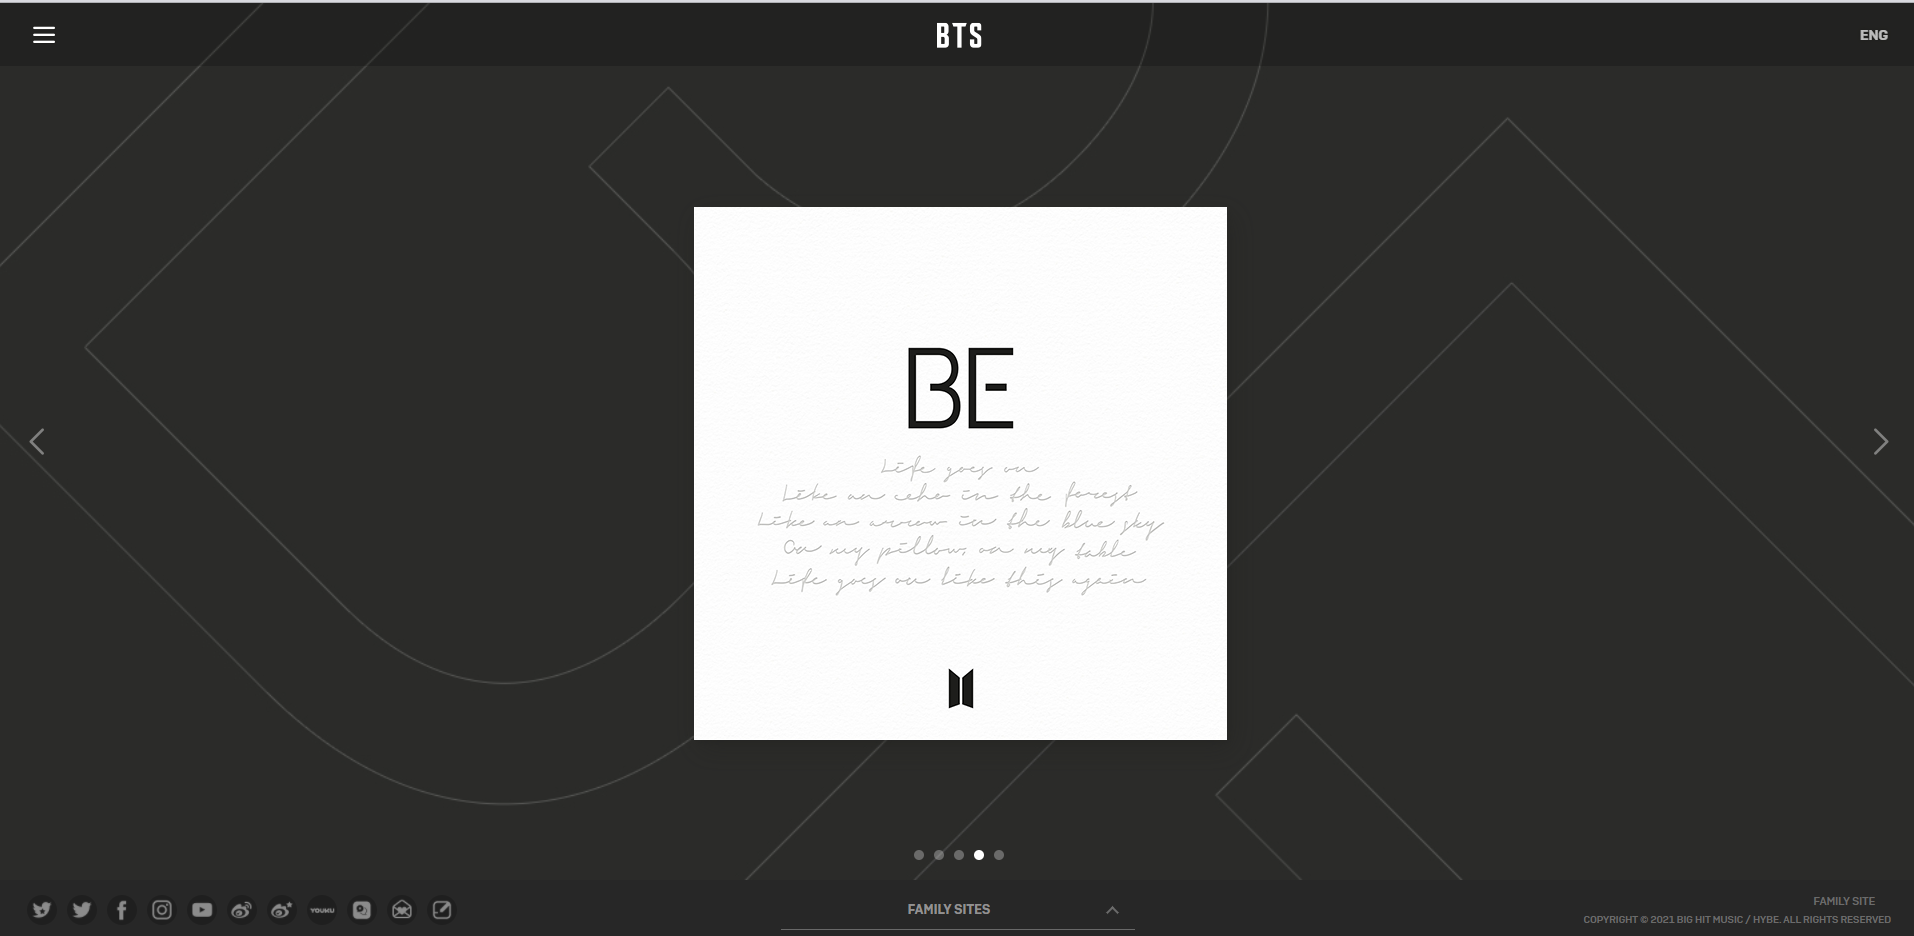 BTS
ENG
BE
Life goes on
Like an echo in the forest
Like an arrow in the blue sky
On my pillow, on my table
Life goes on like this again
YOUKU
FAMILY SITES
FAMILY SITE
COPYRIGHT © 2021 BIG HIT MUSIC / HYBE. ALL RIGHTS RESERVED